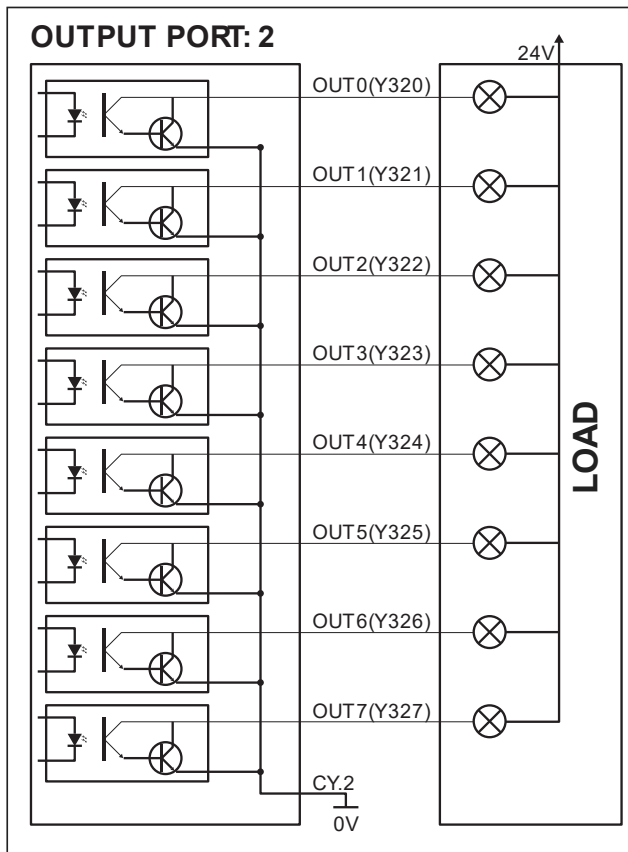 OUTPUT PORT: 2
24V
OUT0(Y320)
OUT1(Y321)
OUT2(Y322)
OUT3(Y323)
OUT4(Y324)
OUT5(Y325)
OUT6(Y326)
OUT7(Y327)
LOAD
CY.2
0V